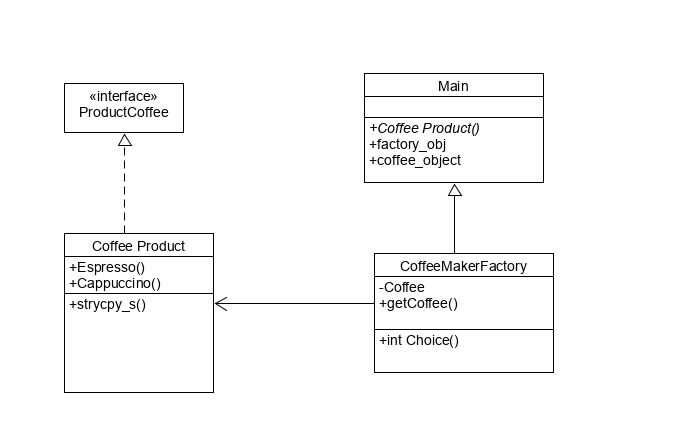 «interface»
ProductCoffee
Main
+Coffee Product()
+factory_obj
+coffee_object
Coffee Product
+Espresso()
+Cappuccino()
+strycpy_s()
CoffeeMakerFactory
-Coffee
+getCoffee()
+int Choice()